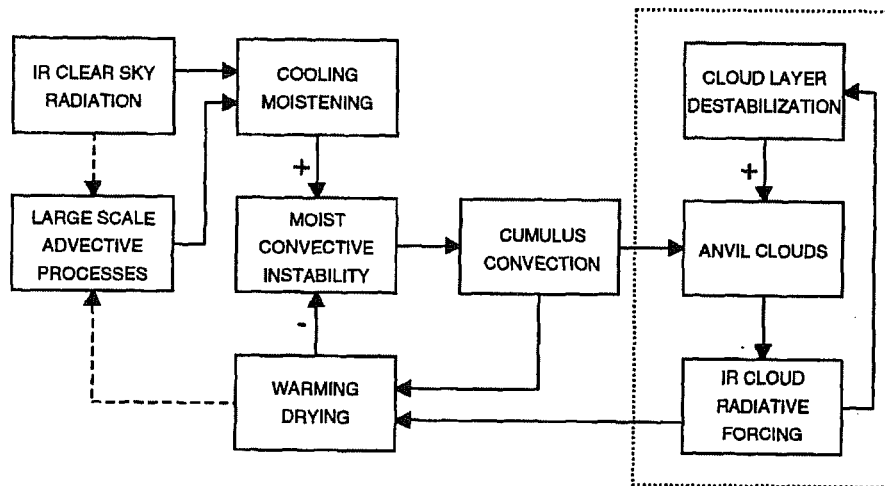 IR CLEAR SKY
RADIATION
COOLING
MOISTENING
CLOUD LAYER
DESTABILIZATION
+
+
LARGE SCALE
ADVECTIVE
PROCESSES
MOIST
CONVECTIVE
INSTABILITY
CUMULUS
CONVECTION
ANVIL CLOUDS
-
WARMING
DRYING
IR CLOUD
RADIATIVE
FORCING